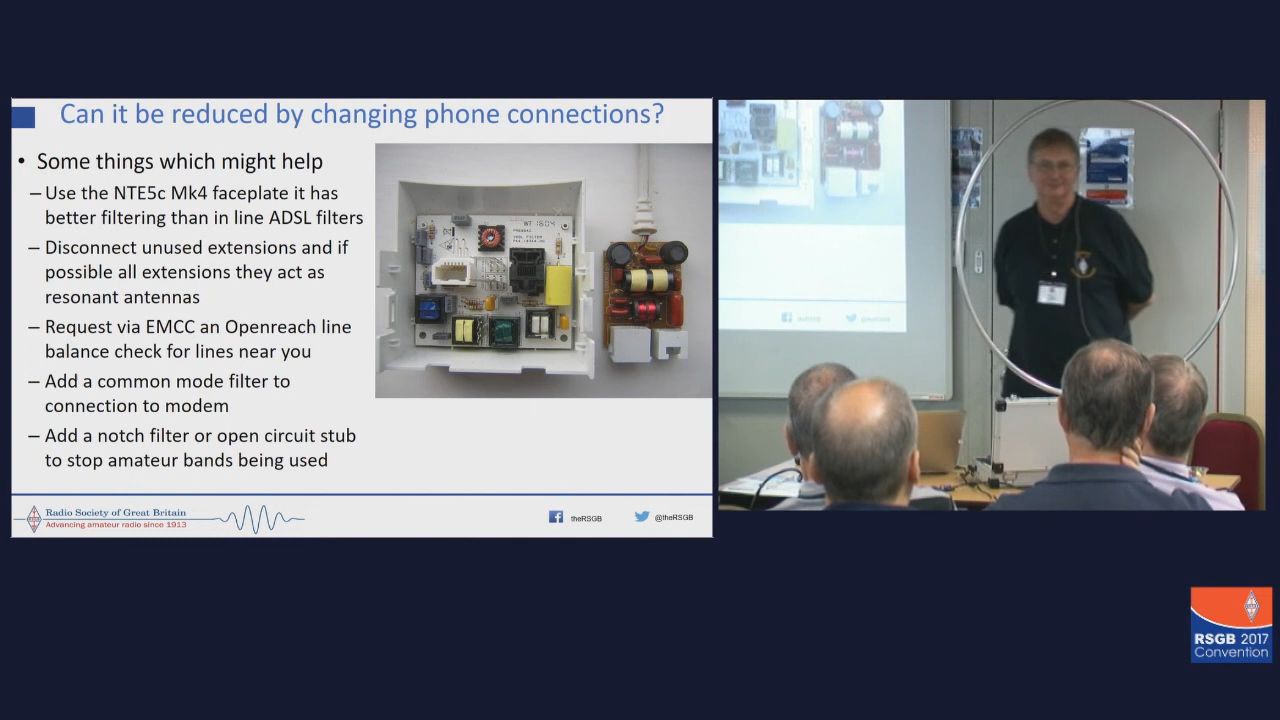 Can it be reduced by changing phone connections?
• Some things which might help
– Use the NTE5c Mk4 faceplate it has
better filtering than in line ADSL filters
– Disconnect unused extensions and if
possible all extensions they act as
resonant antennas
– Request via EMCC an Openreach line
balance check for lines near you
– Add a common mode filter to
connection to modem
– Add a notch filter or open circuit stub
to stop amateur bands being used
Radio Society of Great Britain
Advancing amateur radio since 1913
theRSGB
@theRSGB
RSGB 2017
Convention